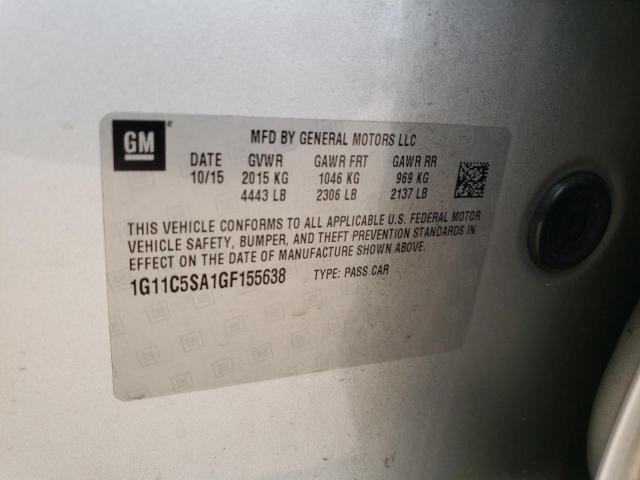 GM
MFD BY GENERAL MOTORS LLC
DATE GVWR GAWR FRT GAWR RR
10/15 2015 KG 1046 KG 969 KG
4443 LB 2306 LB 2137 LB
THIS VEHICLE CONFORMS TO ALL APPLICABLE U.S. FEDERAL MOTOR
VEHICLE SAFETY, BUMPER, AND THEFT PREVENTION STANDARDS IN
EFFECT ON THE DATE OF MANUFACTURE SHOWN ABOVE.
1G11C5SA1GF155638 TYPE: PASS CAR